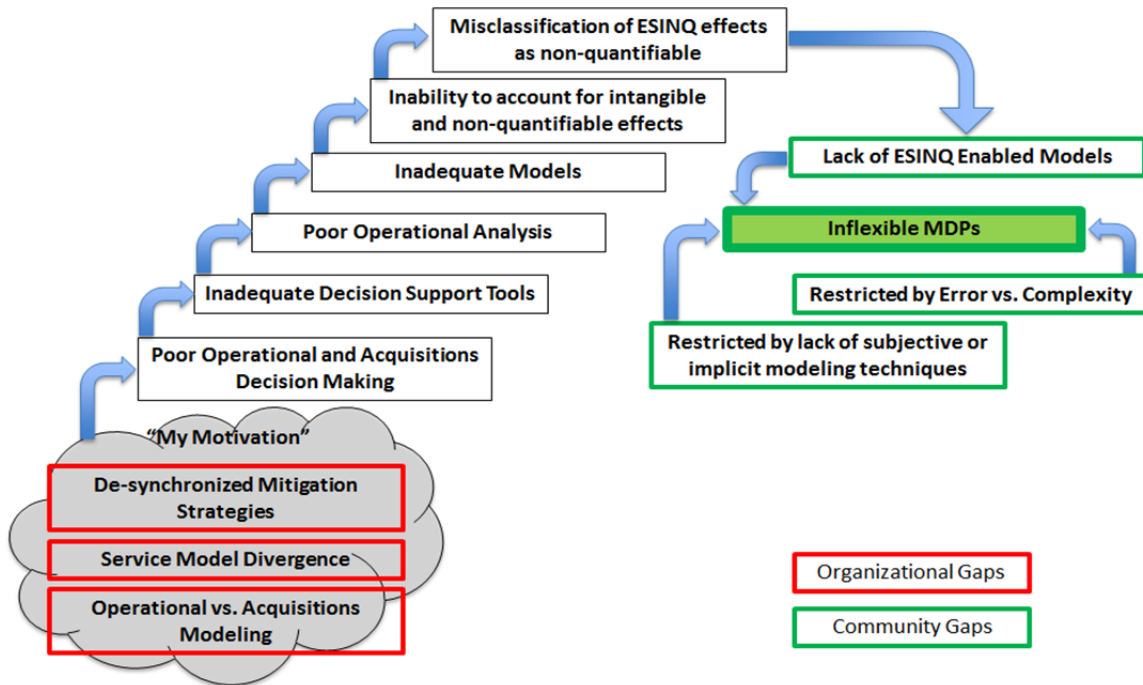 Misclassification of ESINQ effects
as non-quantifiable
Inability to account for intangible
and non-quantifiable effects
Inadequate Models
Poor Operational Analysis
Inadequate Decision Support Tools
Poor Operational and Acquisitions
Decision Making
“My Motivation”
De-synchronized Mitigation
Strategies
Service Model Divergence
Operational vs. Acquisitions
Modeling
Lack of ESINQ Enabled Models
Inflexible MDPs
Restricted by Error vs. Complexity
Restricted by lack of subjective or
implicit modeling techniques
Organizational Gaps
Community Gaps